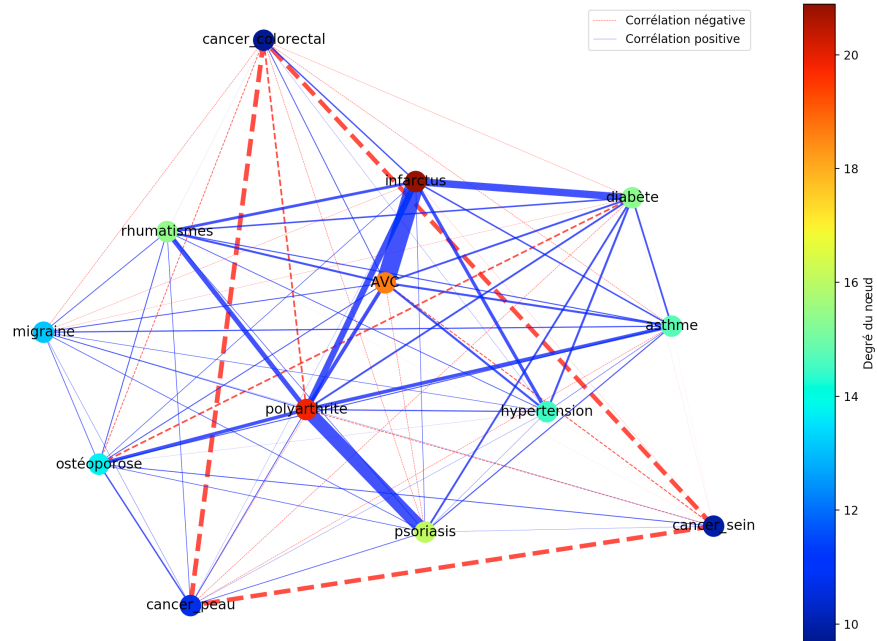 cancer_colorectal
Corrélation négative
Corrélation positive
infarctus
diabète
rhumatismes
AVC
migraine
asthme
polyarthrite
hypertension
ostéoporose
psoriasis
cancer_sein
cancer_peau
20
18
16
14
12
10
Degré du nœud